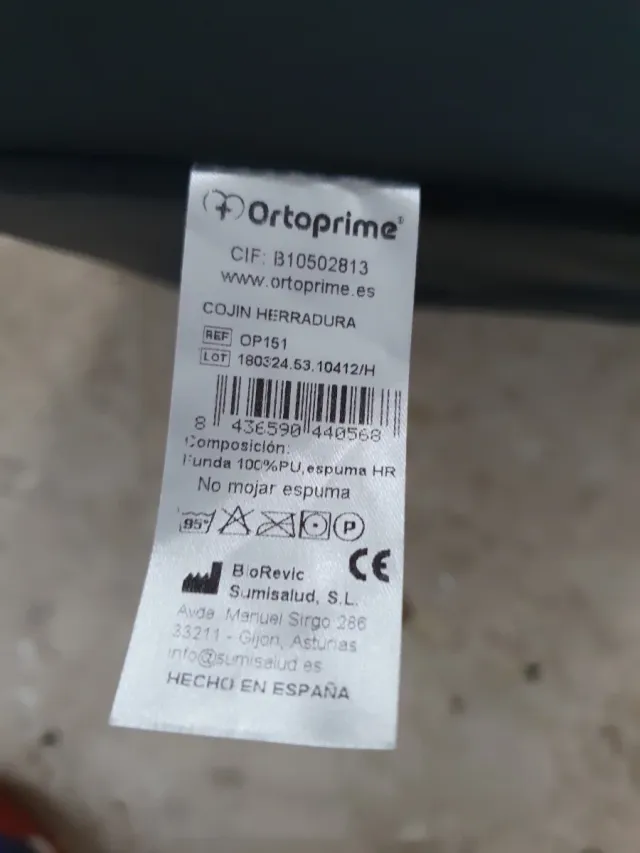 Ortoprime®
CIF: B10502813
www.ortoprime.es
COJIN HERRADURA
REF OP151
LOT 180324.53.10412/H
8 436590 440568
Composición:
Funda 100%PU,espuma HR
No mojar espuma
95° P
CE
BioRevic
Sumisalud, S.L.
Avda. Manuel Sirgo 286
33211 - Gijon, Asturias
info@sumisalud.es
HECHO EN ESPAÑA